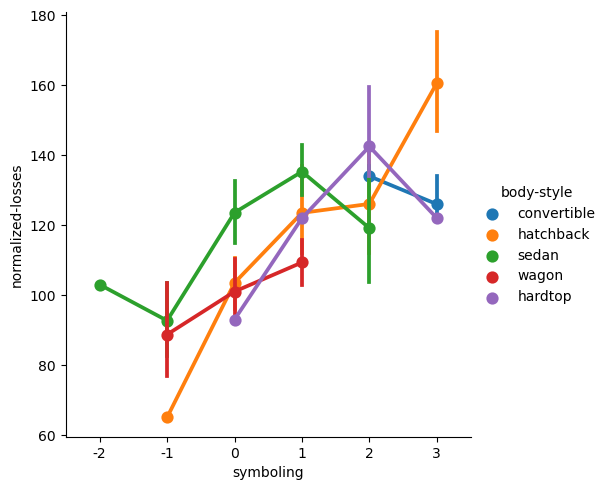 180
160
140
120
100
80
60
normalized-losses
-2 -1 0 1 2 3
symboling
body-style
convertible
hatchback
sedan
wagon
hardtop